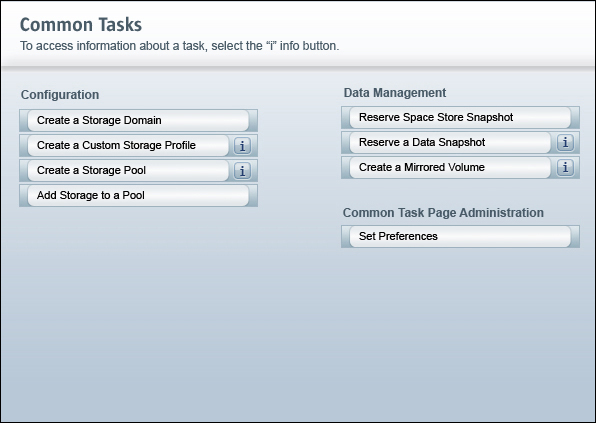 Common Tasks
To access information about a task, select the “i” info button.
Configuration
Create a Storage Domain
Create a Custom Storage Profile i
Create a Storage Pool i
Add Storage to a Pool
Data Management
Reserve Space Store Snapshot
Reserve a Data Snapshot i
Create a Mirrored Volume i
Common Task Page Administration
Set Preferences